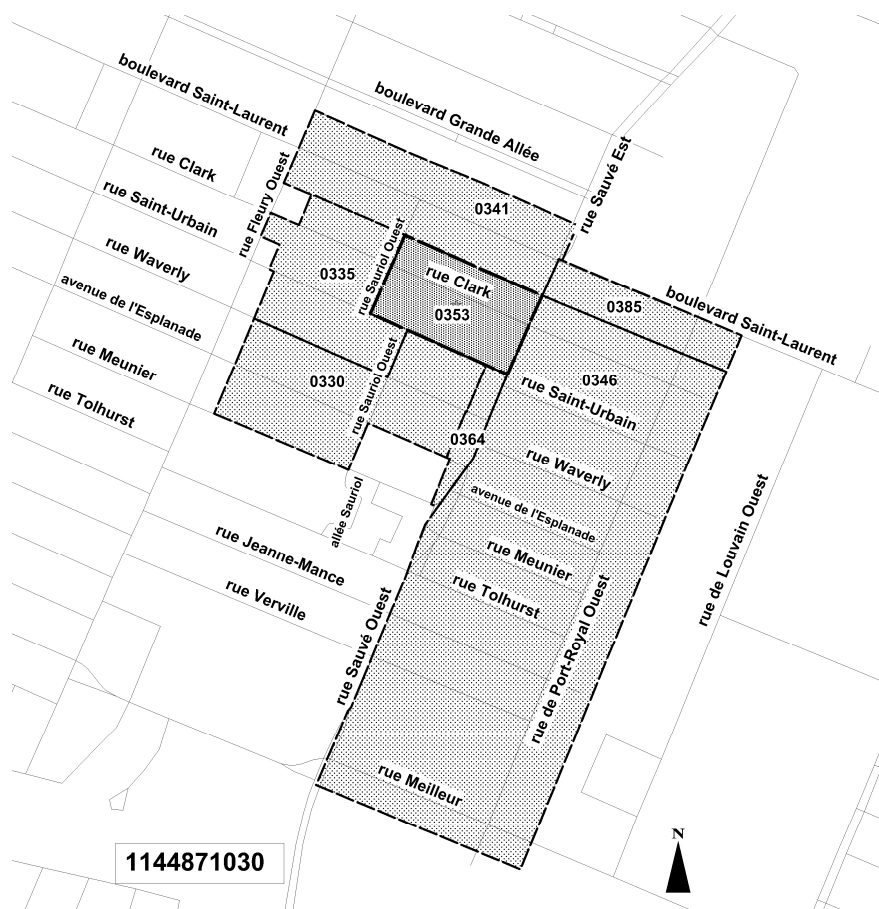 boulevard Saint-Laurent
boulevard Grande Allée
rue Sauvé Est
rue Clark
rue Fleury Ouest
rue Saint-Urbain
0341
rue Sauriol Ouest
rue Waverly
0335
rue Clark
0353
avenue de l'Esplanade
0385
boulevard Saint-Laurent
rue Meunier
0330
rue Sauriol Ouest
0346
rue Saint-Urbain
rue Tolhurst
0364
rue Waverly
allée Sauriol
avenue de l'Esplanade
rue de Louvain Ouest
rue Jeanne-Mance
rue Meunier
rue Verville
rue Tolhurst
rue Sauvé Ouest
rue de Port-Royal Ouest
rue Meilleur
N
1144871030